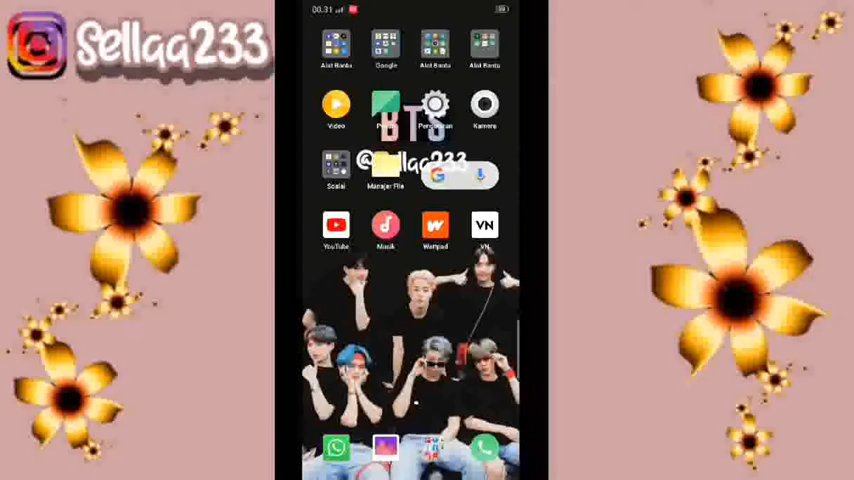 Sellaa233
00.31
Alat Bantu
Google
Alat Bantu
Alat Bantu
Video
Kamera
BTS
@Sellaa233
Sosial
Manajer File
YouTube
Musik
Wattpad
VN
VN